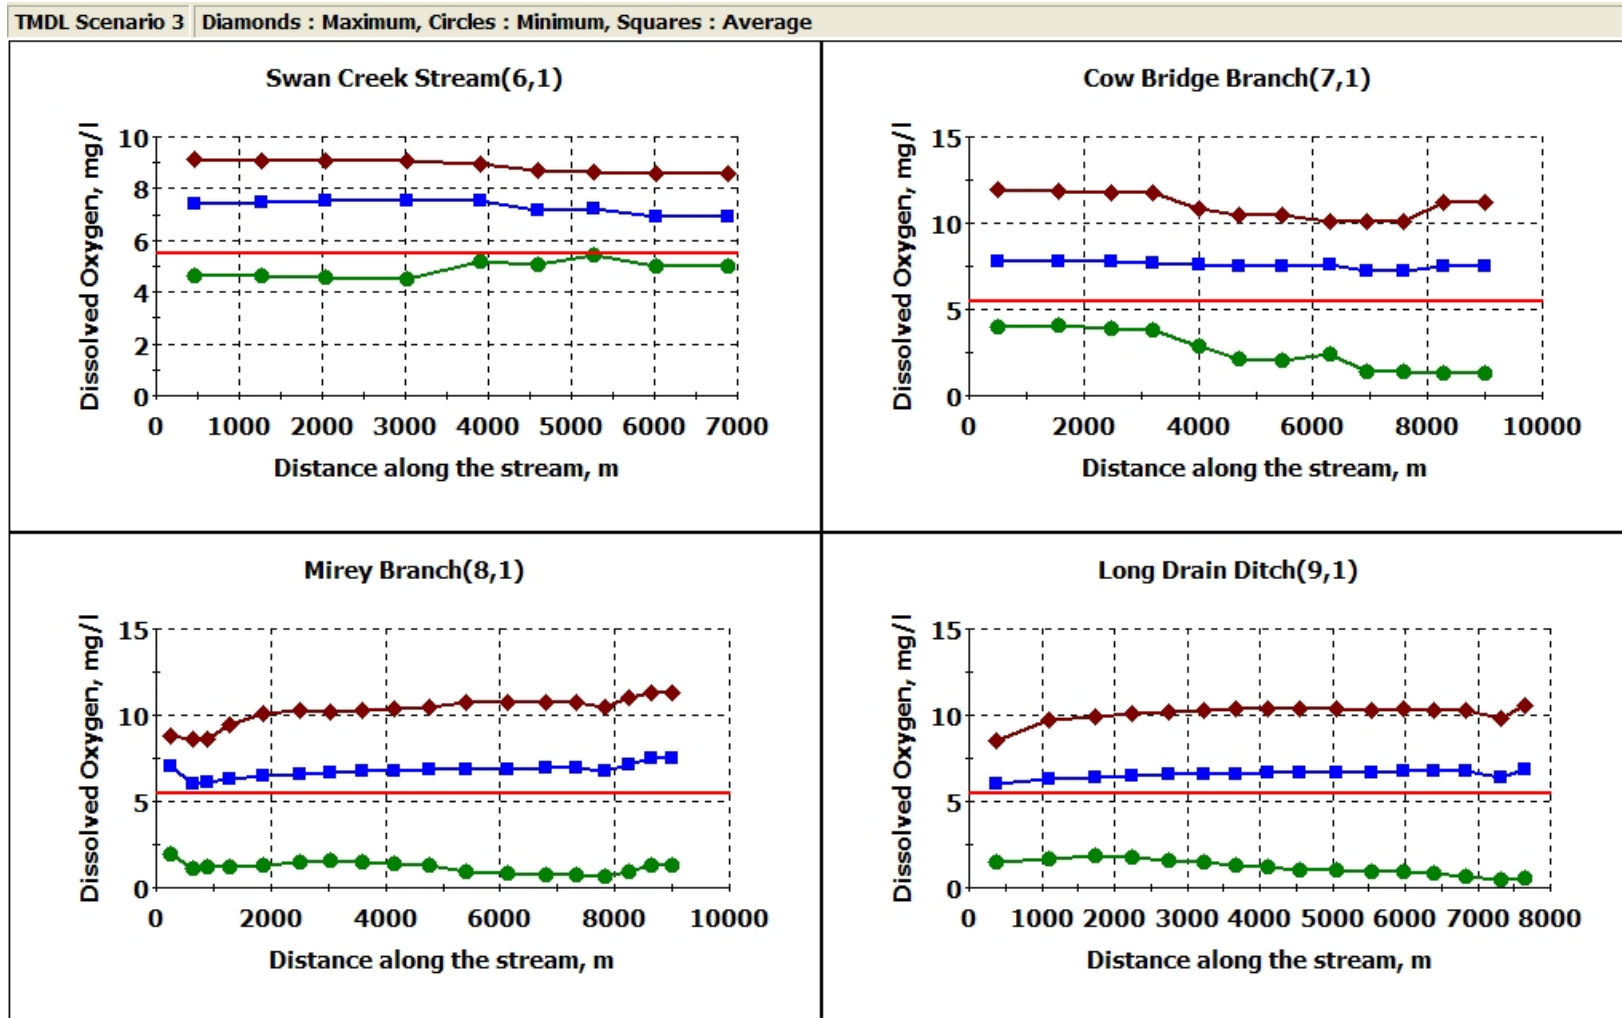 TMDL Scenario 3 Diamonds : Maximum, Circles : Minimum, Squares : Average
Swan Creek Stream(6,1)
Dissolved Oxygen, mg/l
10
8
6
4
2
0
0 1000 2000 3000 4000 5000 6000 7000
Distance along the stream, m
Cow Bridge Branch(7,1)
Dissolved Oxygen, mg/l
15
10
5
0
0 2000 4000 6000 8000 10000
Distance along the stream, m
Mirey Branch(8,1)
Dissolved Oxygen, mg/l
15
10
5
0
0 2000 4000 6000 8000 10000
Distance along the stream, m
Long Drain Ditch(9,1)
Dissolved Oxygen, mg/l
15
10
5
0
0 1000 2000 3000 4000 5000 6000 7000 8000
Distance along the stream, m